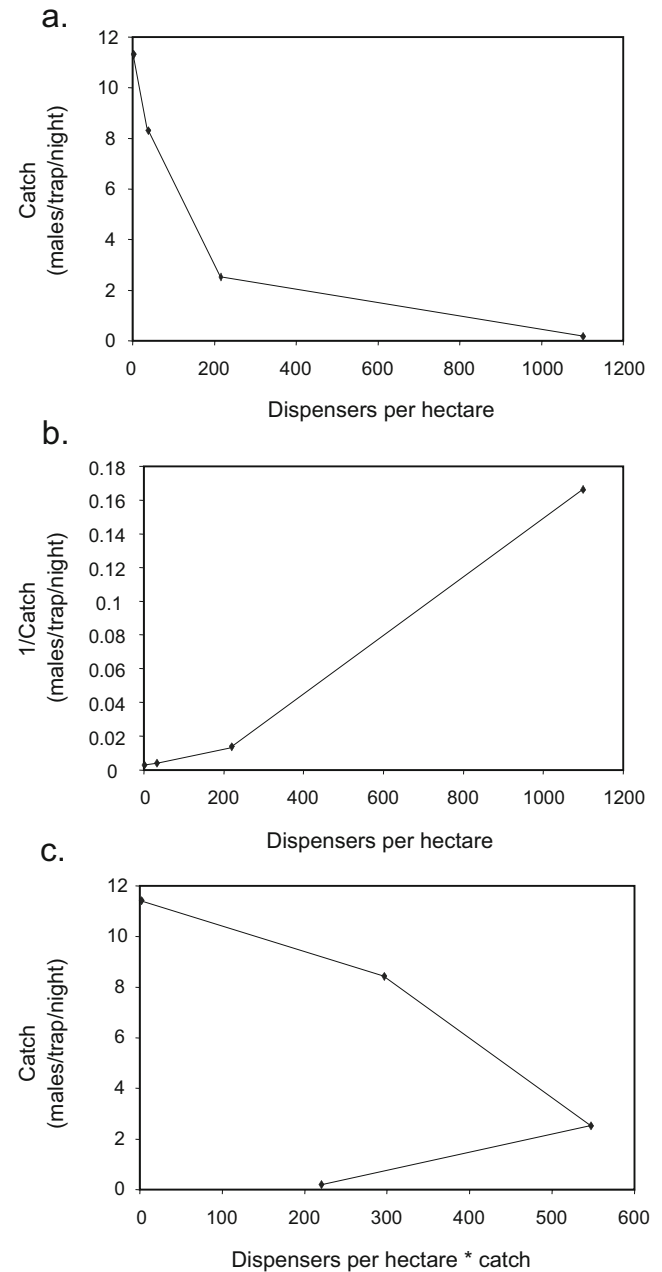 a.
12
10
8
6
4
2
0
Catch
(males/trap/night)
0 200 400 600 800 1000 1200
Dispensers per hectare
b.
0.18
0.16
0.14
0.12
0.1
0.08
0.06
0.04
0.02
0
1/Catch
(males/trap/night)
0 200 400 600 800 1000 1200
Dispensers per hectare
c.
12
10
8
6
4
2
0
Catch
(males/trap/night)
0 100 200 300 400 500 600
Dispensers per hectare * catch